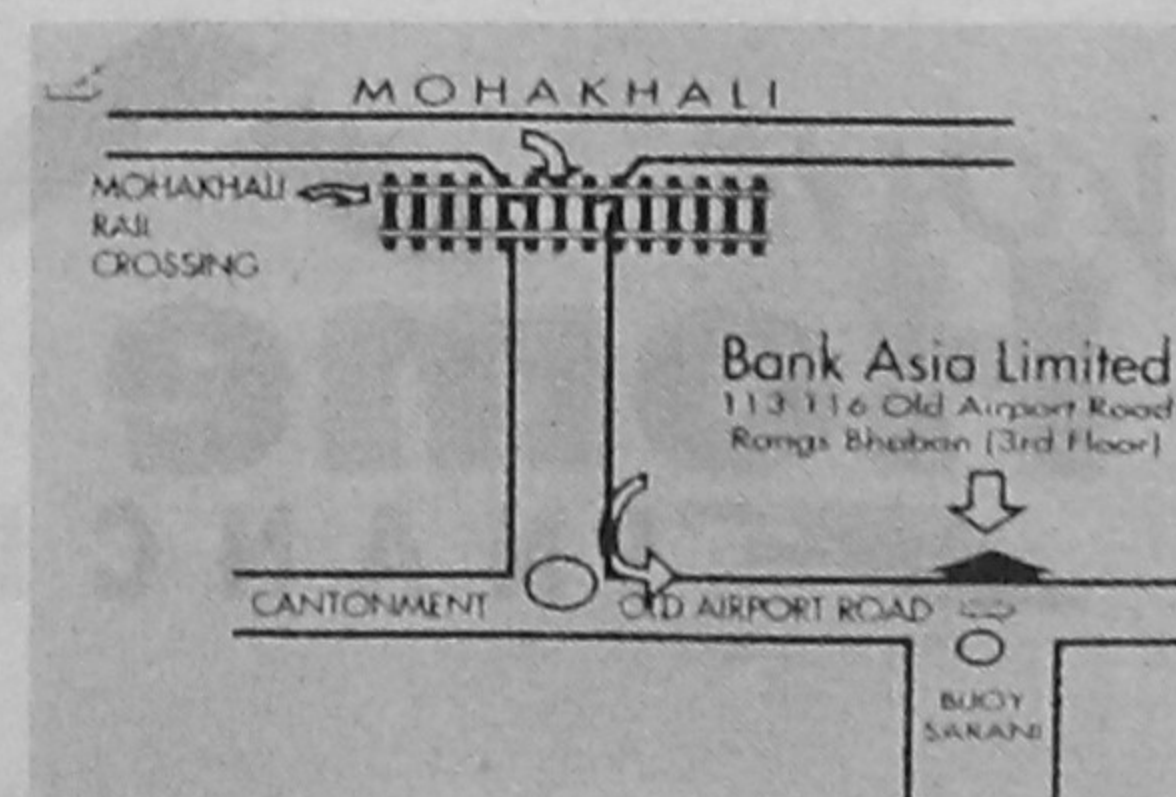 MOHAKHALI
MOHAKHALI
RAIL
CROSSING
Bank Asia Limited
113 116 Old Airport Road
Rangs Bhaban (3rd Floor)
CANTONMENT
OLD AIRPORT ROAD
BIJOY
SARANI